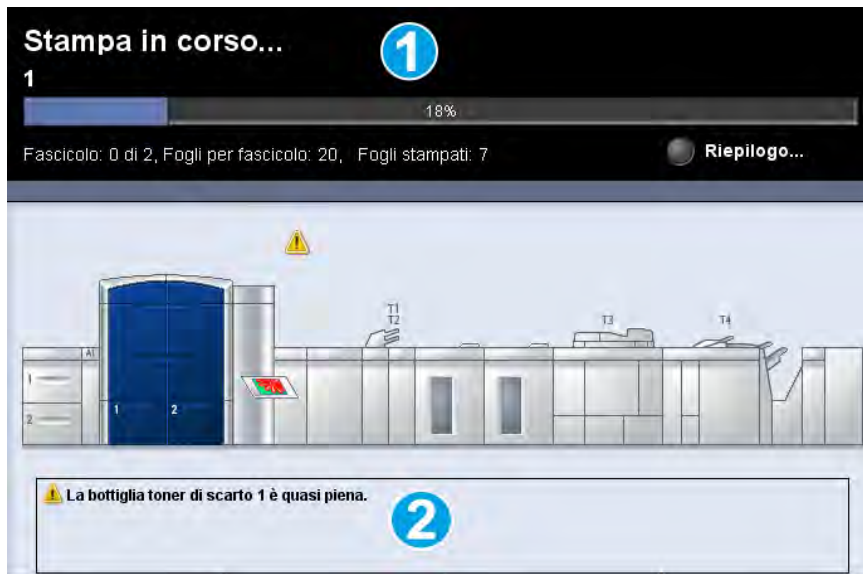 Stampa in corso...
1
1
18%
Fascicolo: 0 di 2, Fogli per fascicolo: 20, Fogli stampati: 7
Riepilogo...
T1
T2
T3
T4
A1
1
2
1
2
La bottiglia toner di scarto 1 è quasi piena.
2